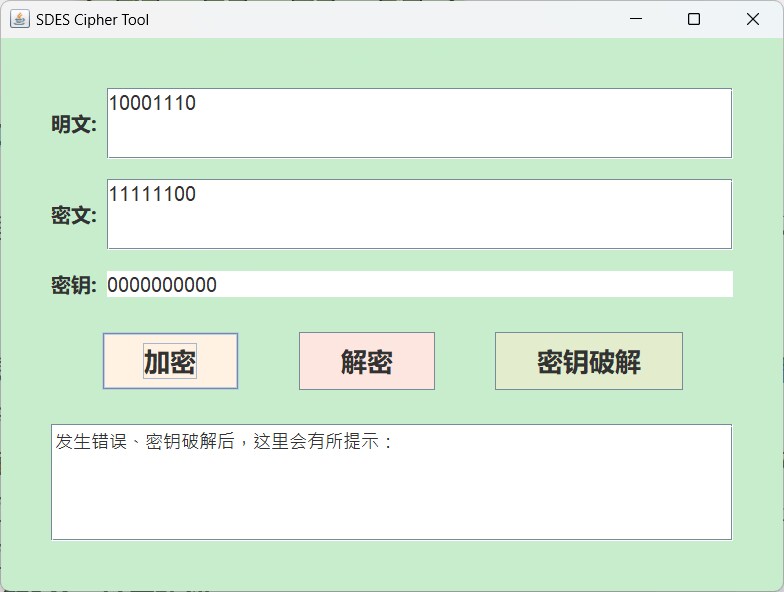 SDES Cipher Tool
明文:
10001110
密文:
11111100
密钥:
0000000000
加密
解密
密钥破解
发生错误、密钥破解后，这里会有所提示：